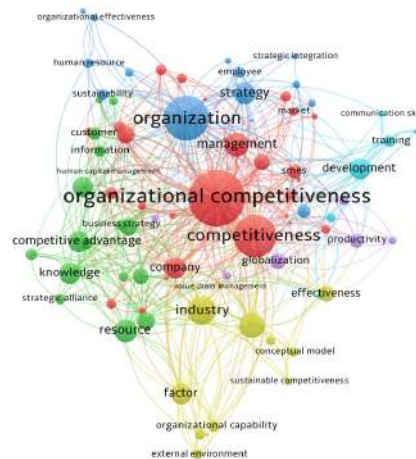 organizational effectiveness
human resource
strategic integration
employee
sustainability
strategy
market
communication sk
organization
customer
training
management
information
smes
development
human capital management
organizational competitiveness
business strategy
competitiveness
productivity
competitive advantage
globalization
knowledge
company
value chain management
strategic alliance
effectiveness
industry
resource
conceptual model
sustainable competitiveness
factor
organizational capability
external environment